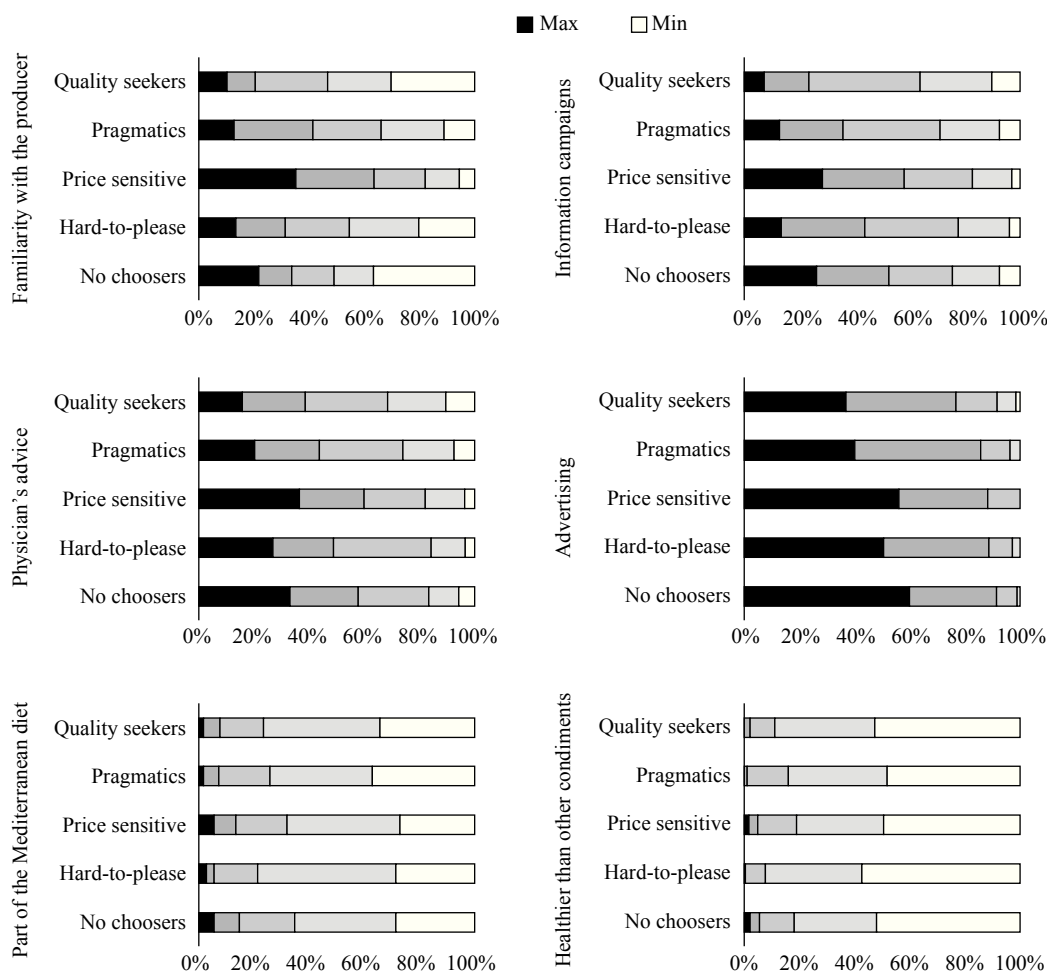 Max Min
Familiarity with the producer
Quality seekers
Pragmatics
Price sensitive
Hard-to-please
No choosers
0% 20% 40% 60% 80% 100%
Information campaigns
Quality seekers
Pragmatics
Price sensitive
Hard-to-please
No choosers
0% 20% 40% 60% 80% 100%
Physician's advice
Quality seekers
Pragmatics
Price sensitive
Hard-to-please
No choosers
0% 20% 40% 60% 80% 100%
Advertising
Quality seekers
Pragmatics
Price sensitive
Hard-to-please
No choosers
0% 20% 40% 60% 80% 100%
Part of the Mediterranean diet
Quality seekers
Pragmatics
Price sensitive
Hard-to-please
No choosers
0% 20% 40% 60% 80% 100%
Healthier than other condiments
Quality seekers
Pragmatics
Price sensitive
Hard-to-please
No choosers
0% 20% 40% 60% 80% 100%